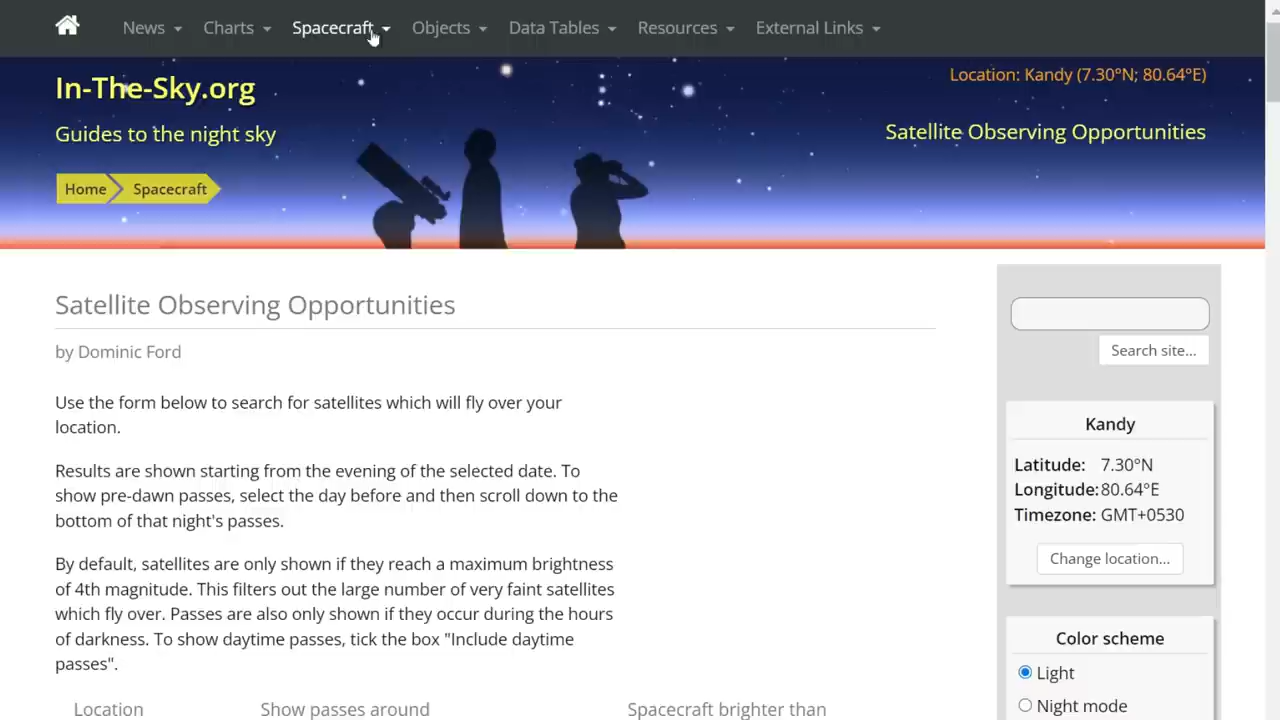 News Charts Spacecraft Objects Data Tables Resources External Links
In-The-Sky.org
Guides to the night sky
Location: Kandy (7.30°N; 80.64°E)
Satellite Observing Opportunities
Home Spacecraft
Satellite Observing Opportunities
by Dominic Ford
Use the form below to search for satellites which will fly over your
location.
Results are shown starting from the evening of the selected date. To
show pre-dawn passes, select the day before and then scroll down to the
bottom of that night's passes.
By default, satellites are only shown if they reach a maximum brightness
of 4th magnitude. This filters out the large number of very faint satellites
which fly over. Passes are also only shown if they occur during the hours
of darkness. To show daytime passes, tick the box "Include daytime
passes".
Location Show passes around Spacecraft brighter than
Search site...
Kandy
Latitude: 7.30°N
Longitude: 80.64°E
Timezone: GMT+0530
Change location...
Color scheme
Light
Night mode